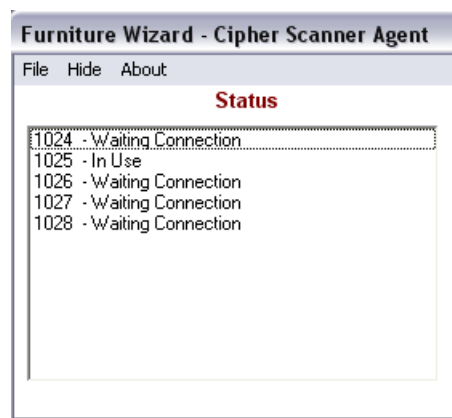 Furniture Wizard - Cipher Scanner Agent
File Hide About
Status
1024 - Waiting Connection
1025 - In Use
1026 - Waiting Connection
1027 - Waiting Connection
1028 - Waiting Connection